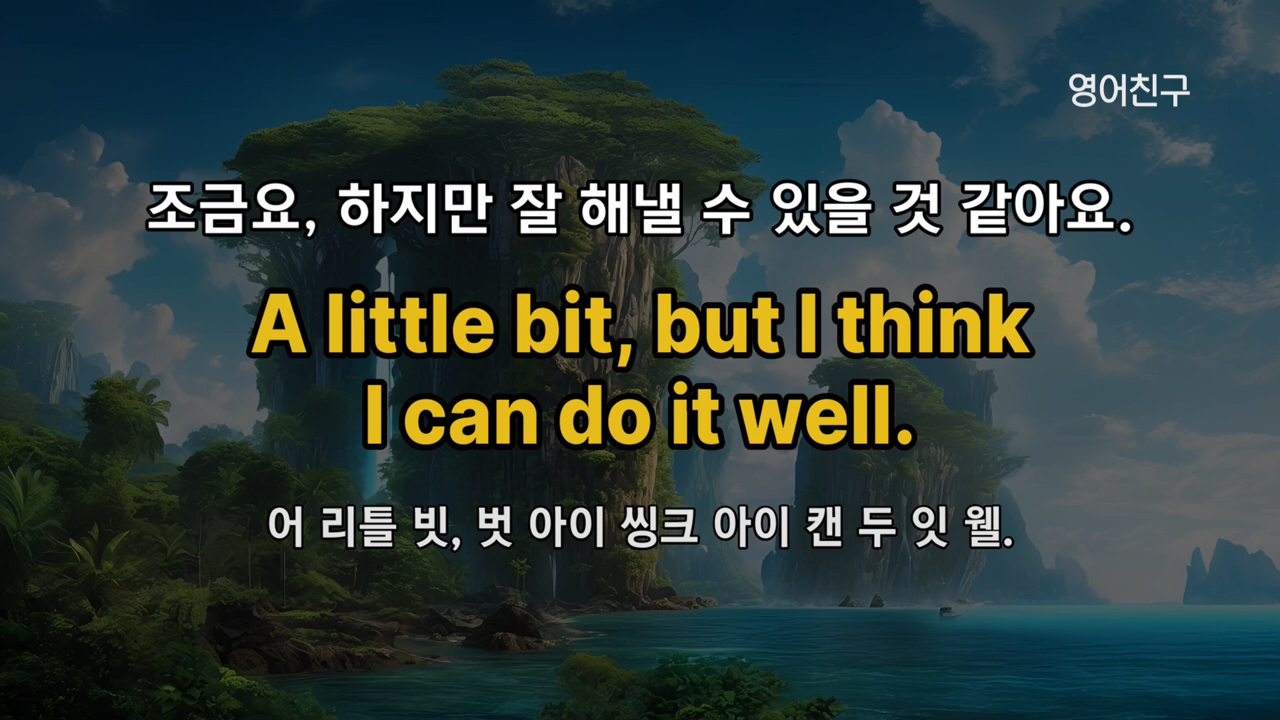 영어친구
조금요, 하지만 잘 해낼 수 있을 것 같아요.
A little bit, but I think
I can do it well.
어 리틀 빗, 벗 아이 씽크 아이 캔 두 잇 웰.